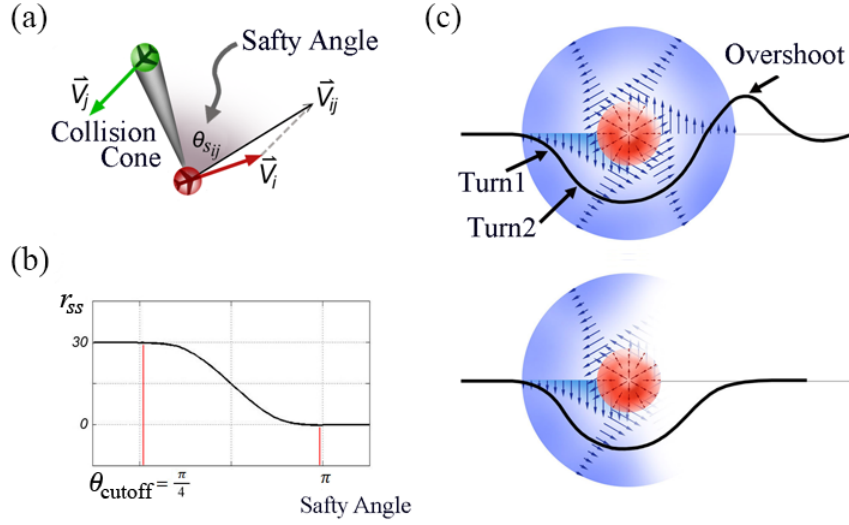 (a)
Safty Angle
V⃗j
V⃗ij
Collision
Cone
θsij
V⃗i
(b)
rss
30
0
θcutoff = π/4
π
Safty Angle
(c)
Overshoot
Turn1
Turn2